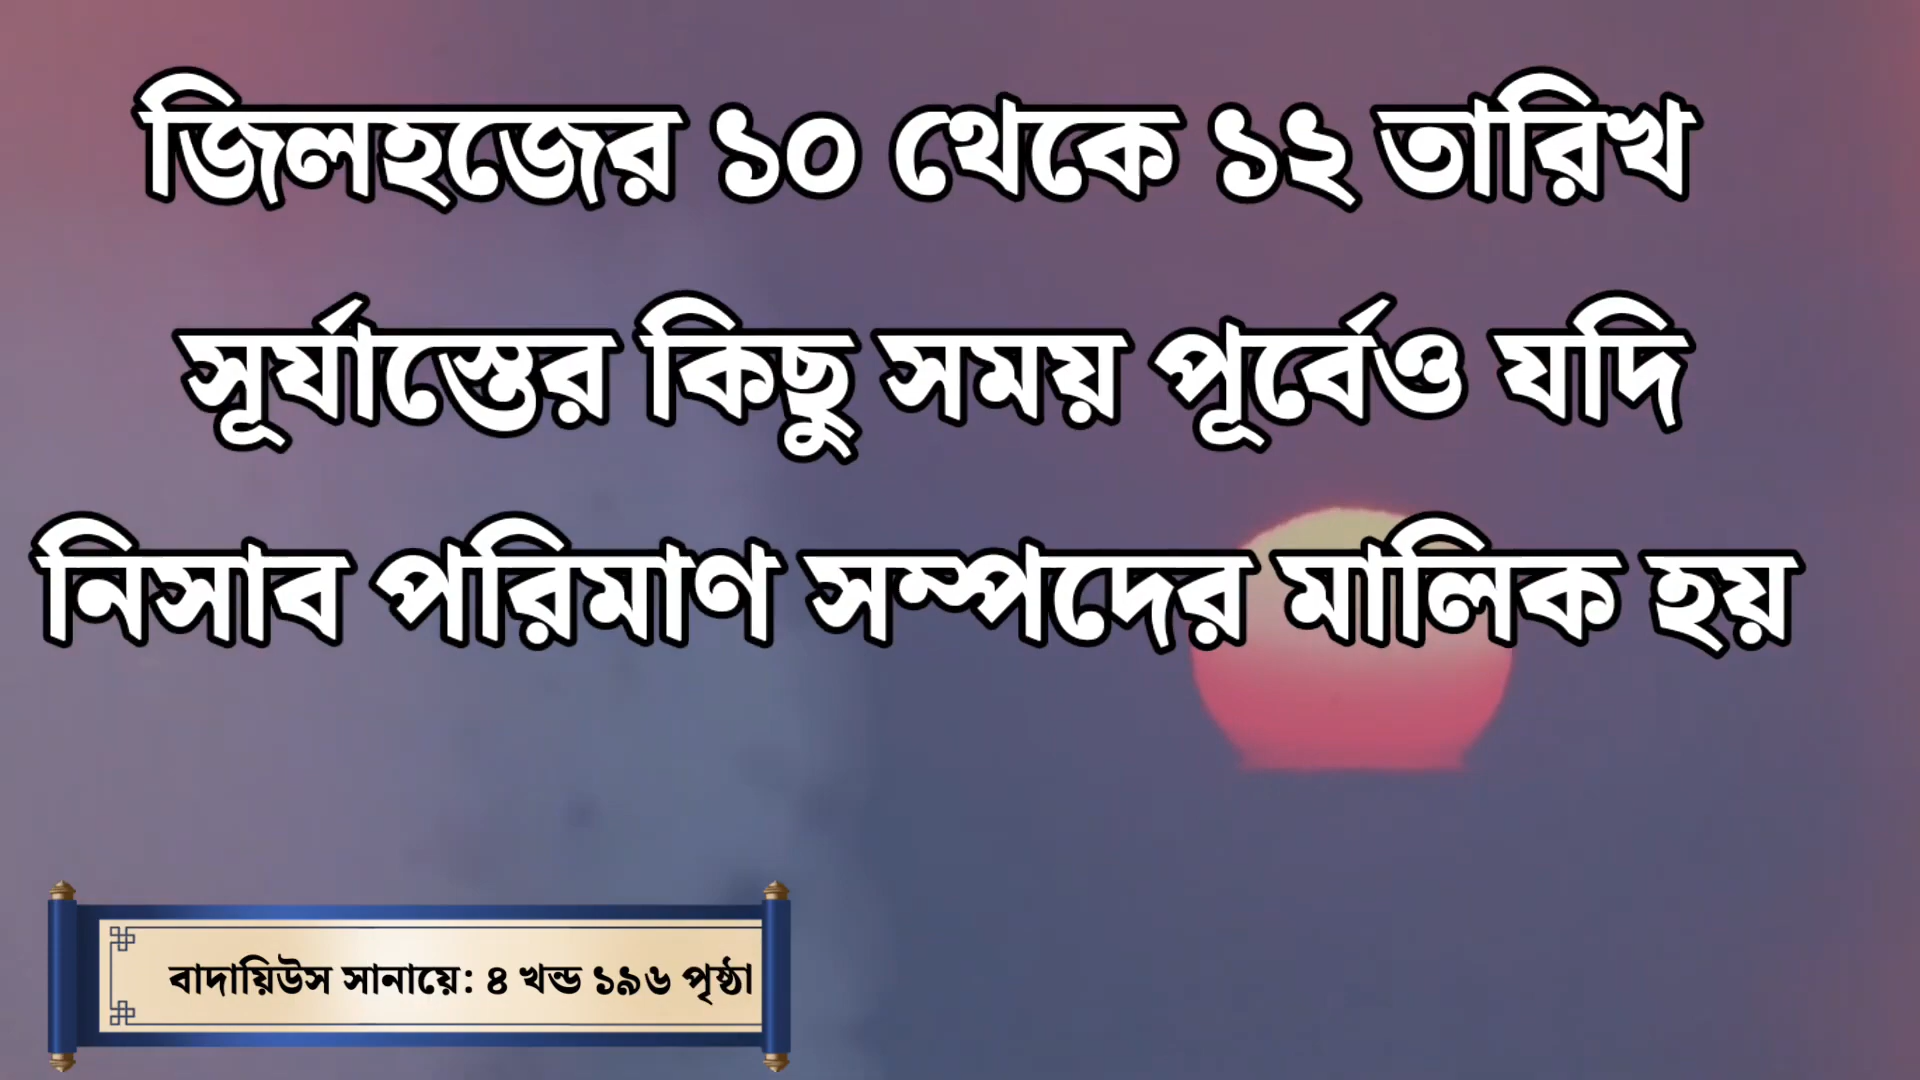 জিলহজের ১০ থেকে ১২ তারিখ
সূর্যাস্তের কিছু সময় পূর্বেও যদি
নিসাব পরিমাণ সম্পদের মালিক হয়
বাদায়িউস সানায়ে: ৪ খন্ড ১৯৬ পৃষ্ঠা